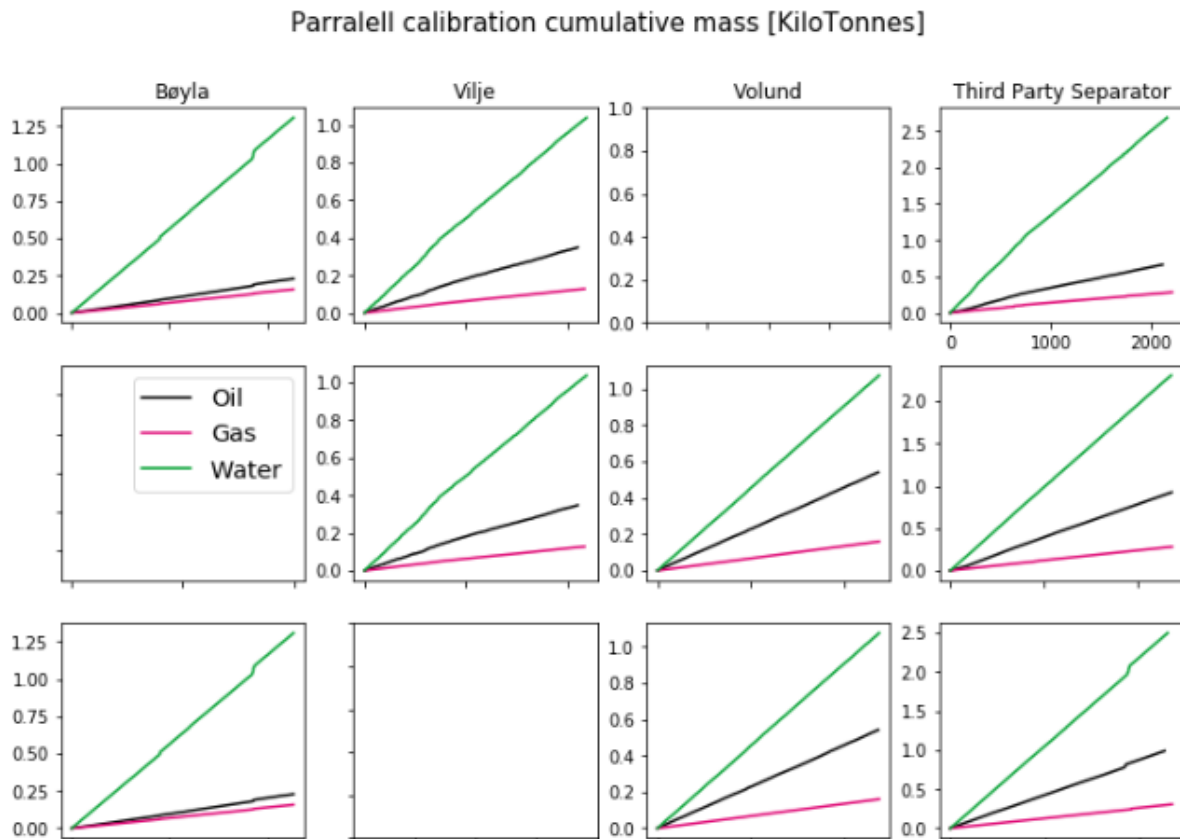 Parralell calibration cumulative mass [KiloTonnes]
Bøyla Vilje Volund Third Party Separator
1.25 1.00 0.75 0.50 0.25 0.00
1.0 0.8 0.6 0.4 0.2 0.0
1.0 0.8 0.6 0.4 0.2 0.0
2.5 2.0 1.5 1.0 0.5 0.0
0 1000 2000
Oil
Gas
Water
1.0 0.8 0.6 0.4 0.2 0.0
1.0 0.8 0.6 0.4 0.2 0.0
2.0 1.5 1.0 0.5 0.0
1.25 1.00 0.75 0.50 0.25 0.00
1.0 0.8 0.6 0.4 0.2 0.0
2.5 2.0 1.5 1.0 0.5 0.0